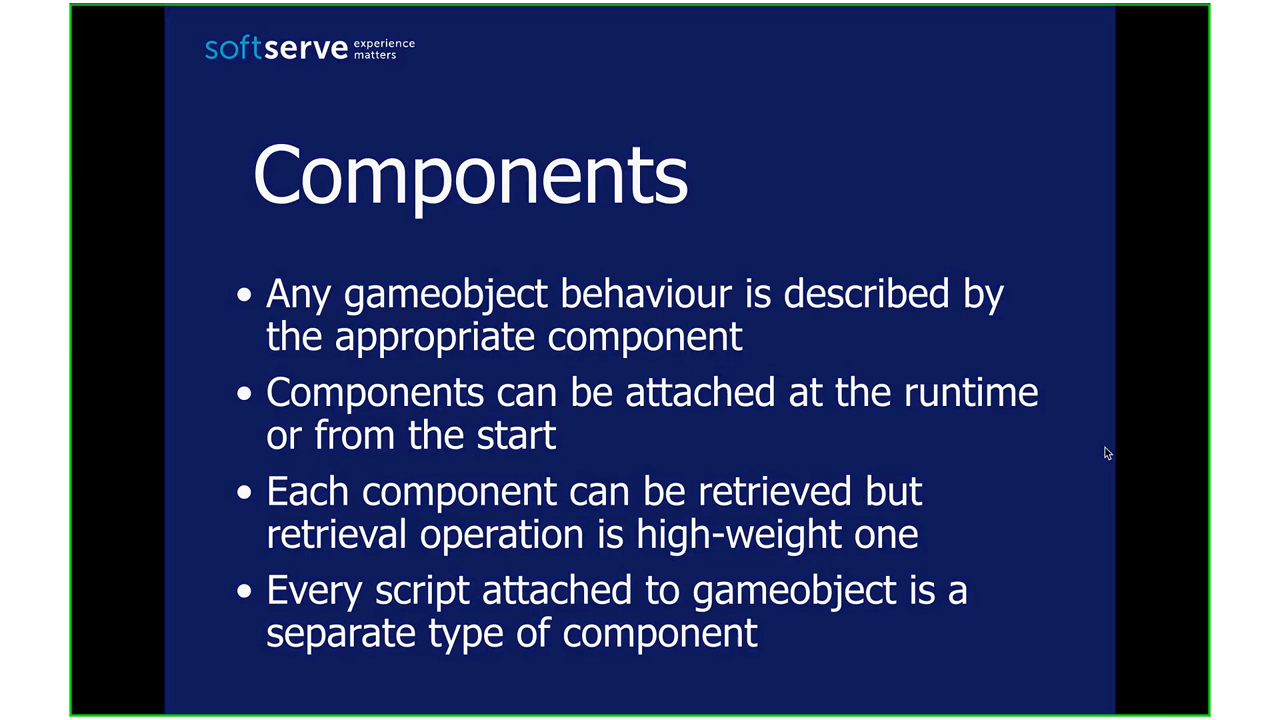 softserve experience
matters
Components
• Any gameobject behaviour is described by
the appropriate component
• Components can be attached at the runtime
or from the start
• Each component can be retrieved but
retrieval operation is high-weight one
• Every script attached to gameobject is a
separate type of component